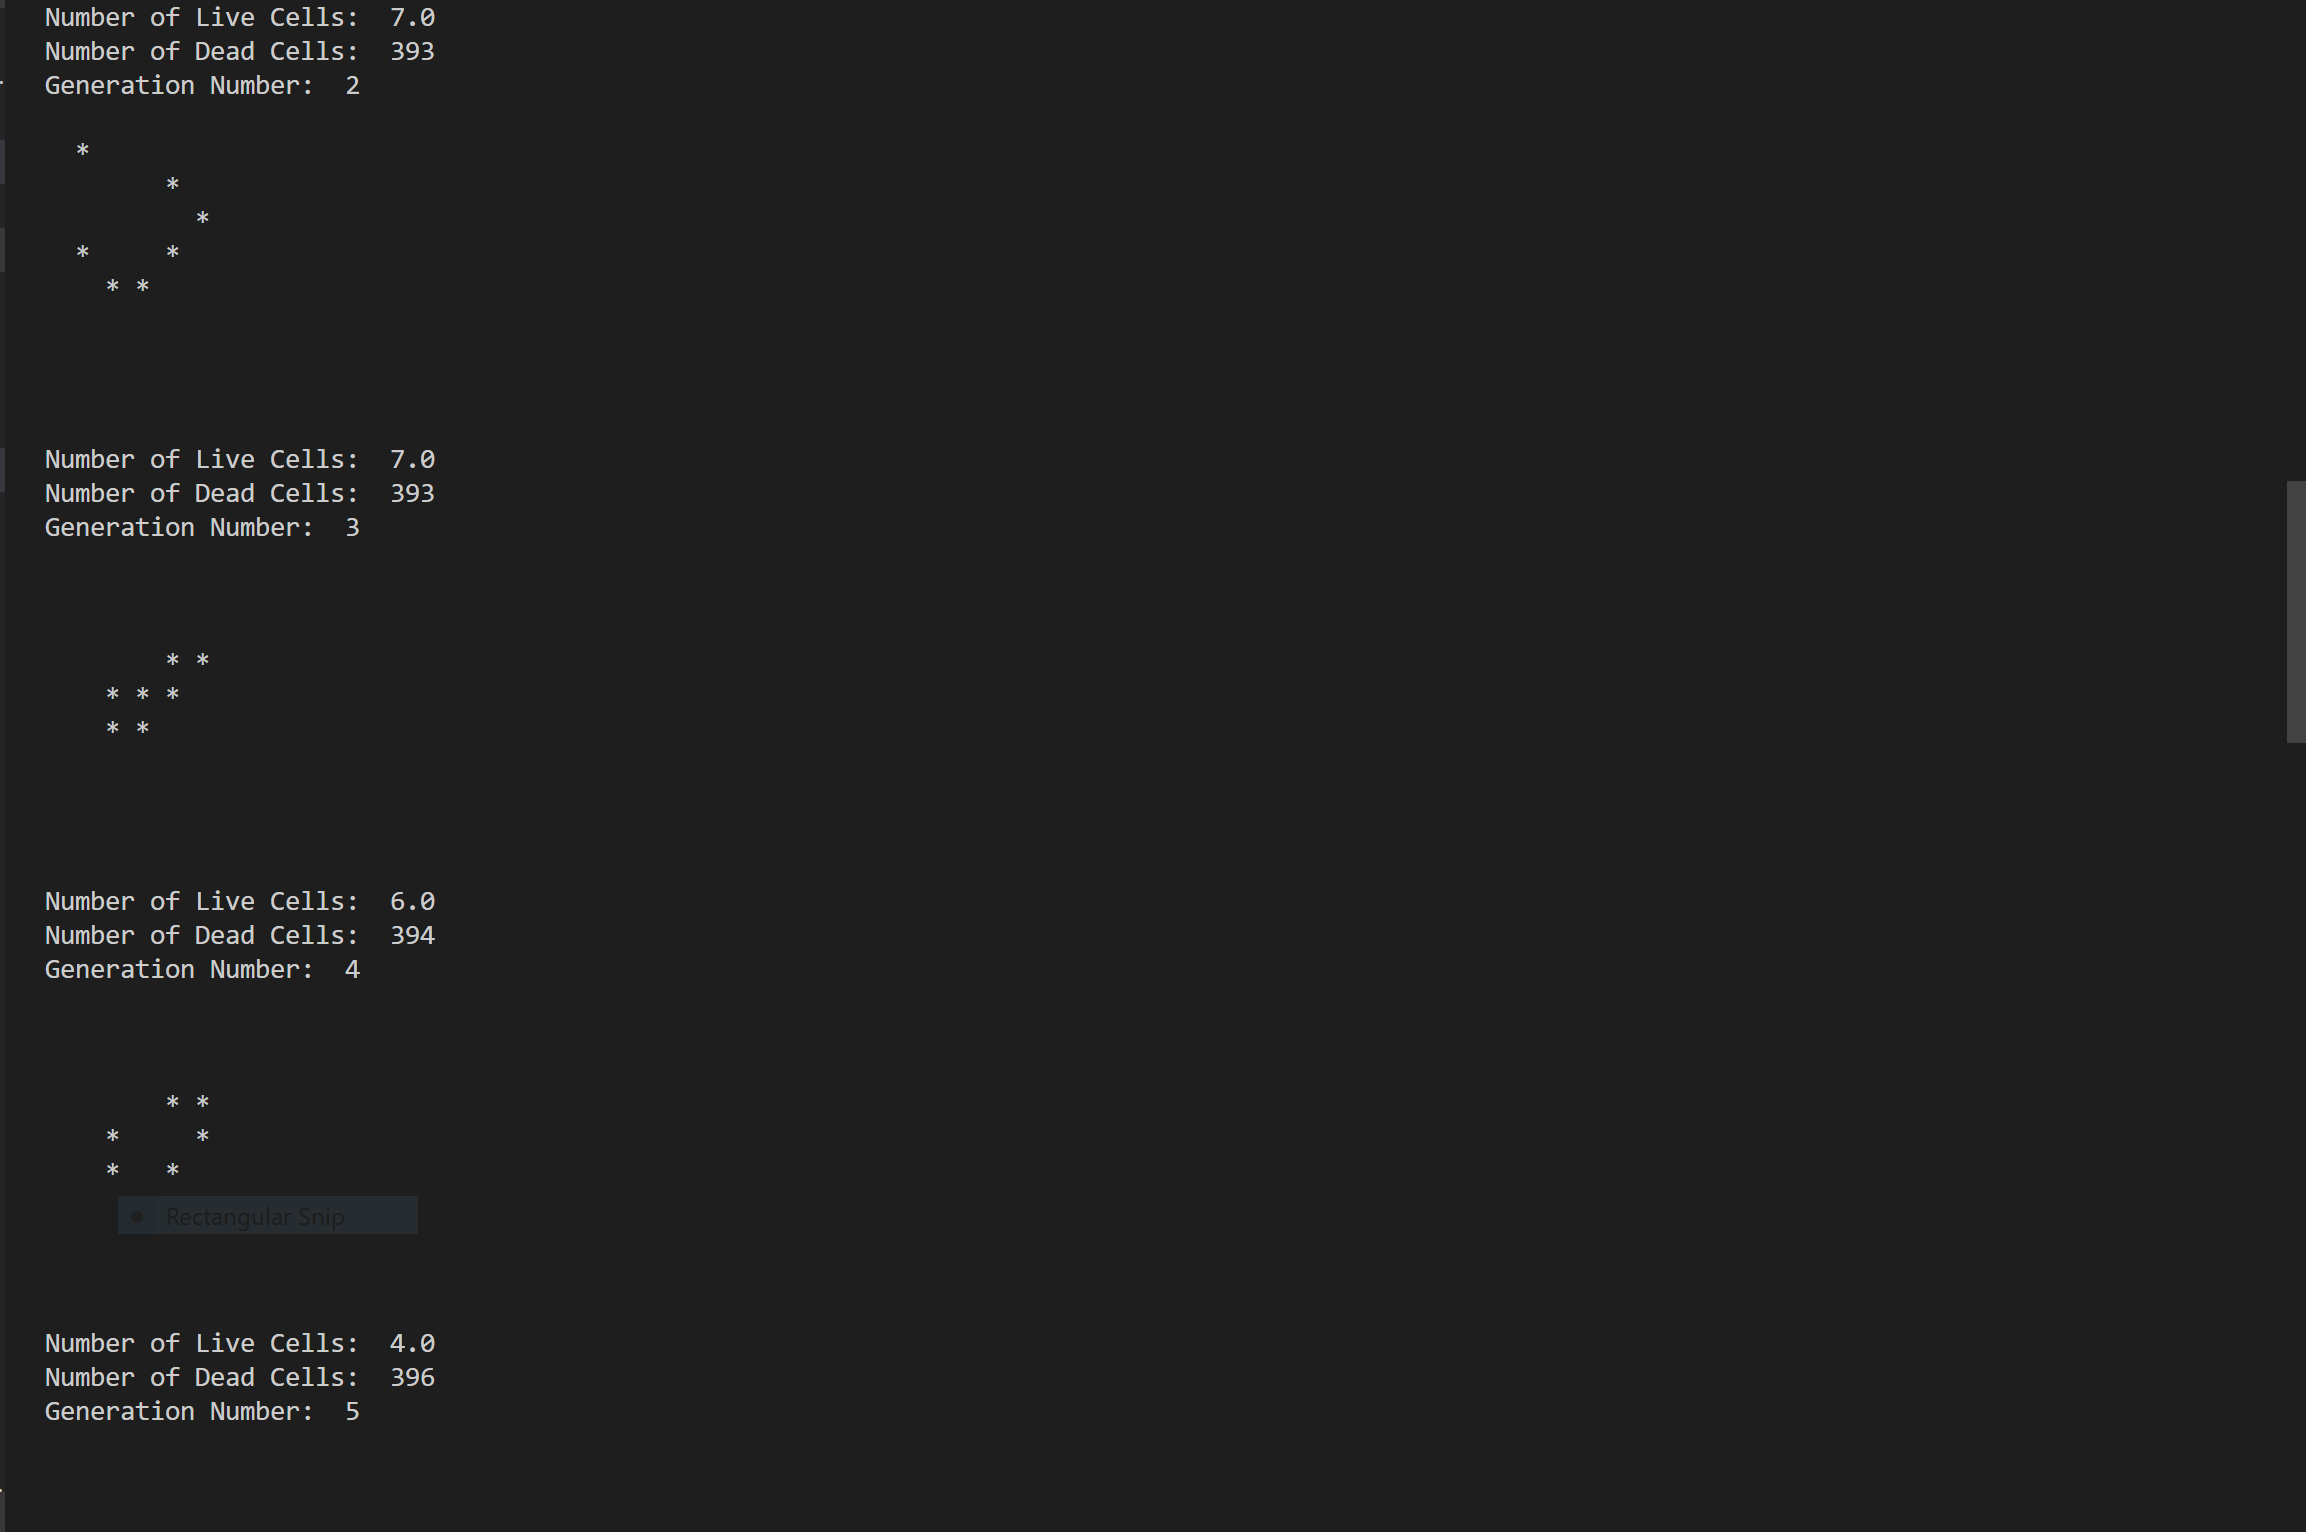 Number of Live Cells:  7.0
Number of Dead Cells:  393
Generation Number:  2
  *
        *
          *
  *     *
    * *
Number of Live Cells:  7.0
Number of Dead Cells:  393
Generation Number:  3
        * *
    * * *
    * *
Number of Live Cells:  6.0
Number of Dead Cells:  394
Generation Number:  4
        * *
    *     *
    *   *
Rectangular Snip
Number of Live Cells:  4.0
Number of Dead Cells:  396
Generation Number:  5